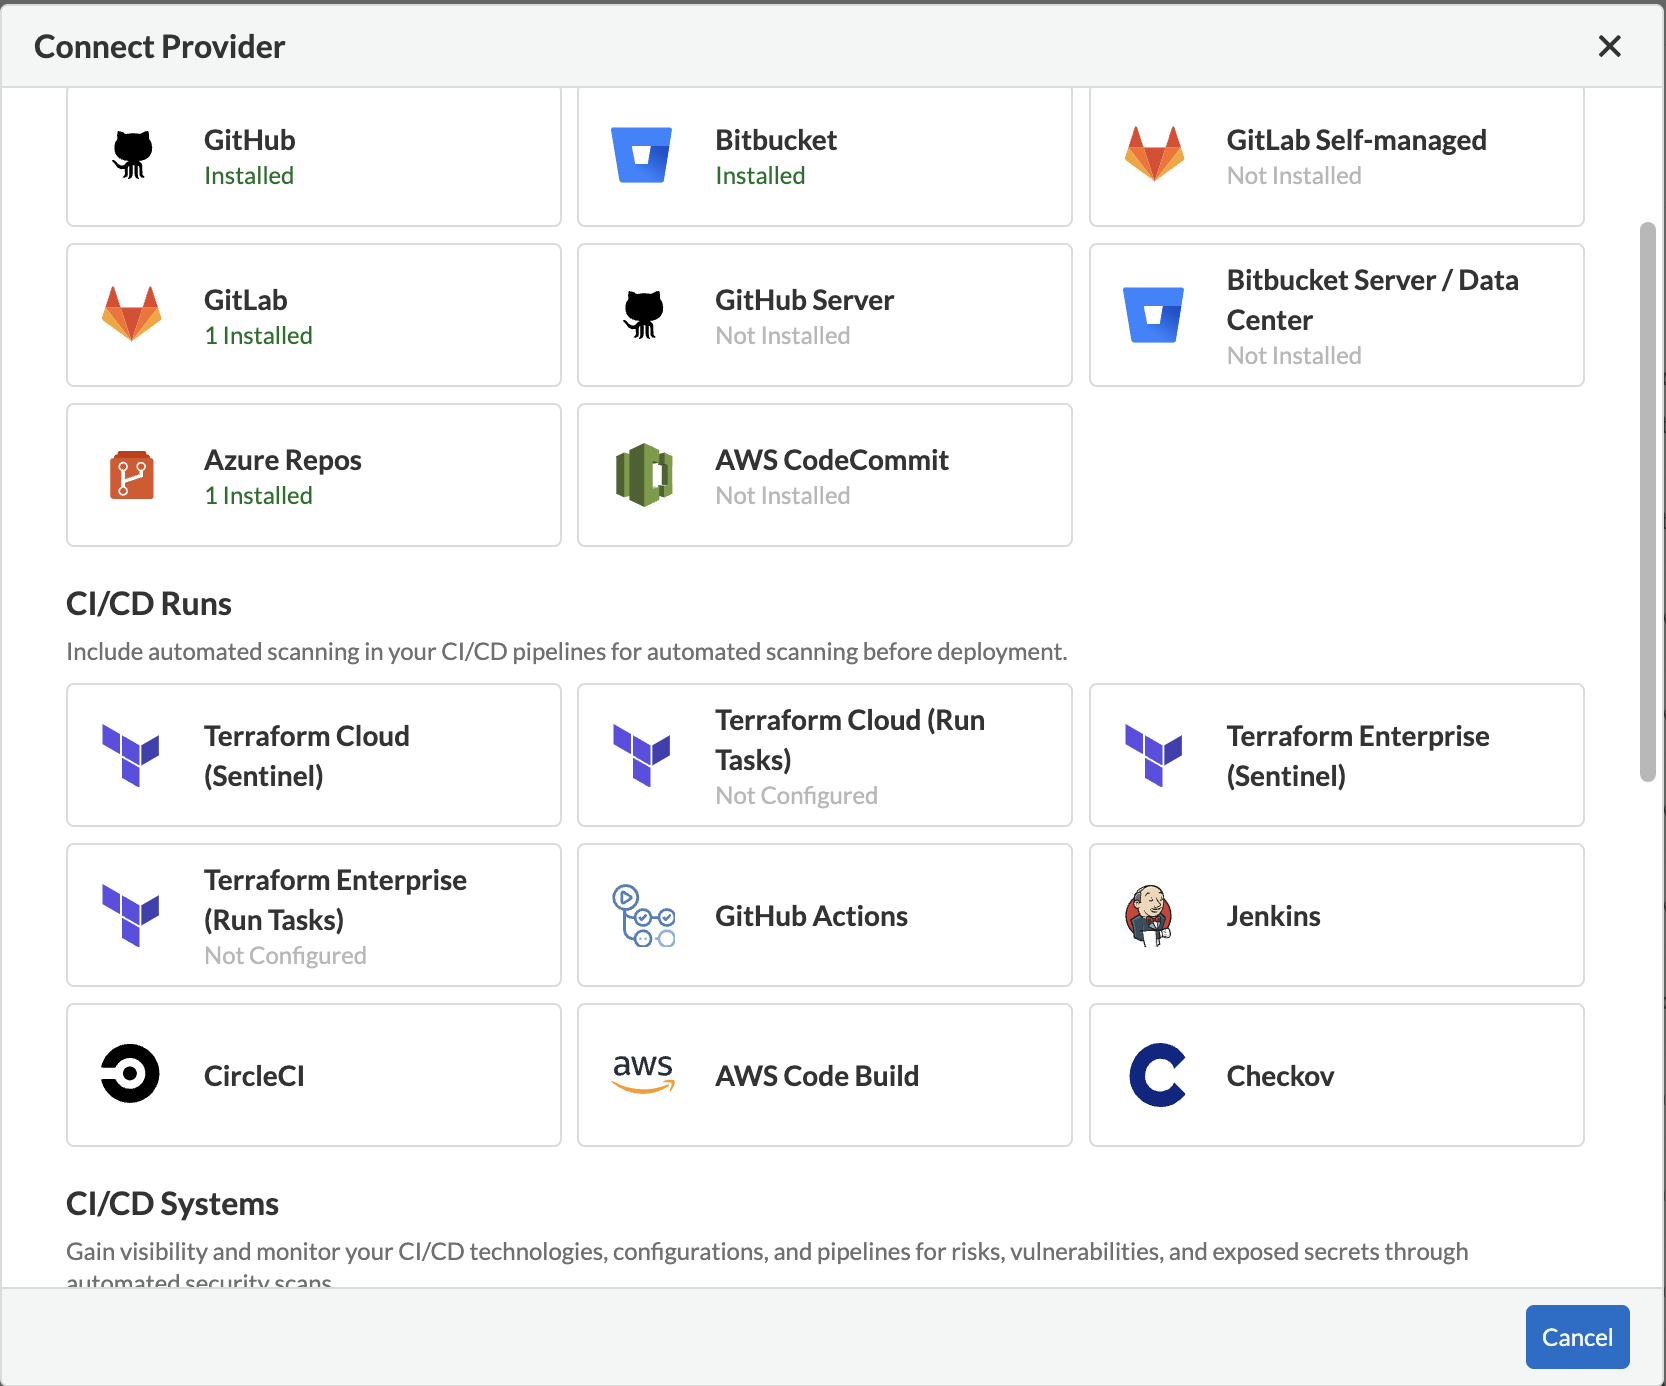 Connect Provider
GitHub
Installed
Bitbucket
Installed
GitLab Self-managed
Not Installed
GitLab
1 Installed
GitHub Server
Not Installed
Bitbucket Server / Data
Center
Not Installed
Azure Repos
1 Installed
AWS CodeCommit
Not Installed
CI/CD Runs
Include automated scanning in your CI/CD pipelines for automated scanning before deployment.
Terraform Cloud
(Sentinel)
Terraform Cloud (Run
Tasks)
Not Configured
Terraform Enterprise
(Sentinel)
Terraform Enterprise
(Run Tasks)
Not Configured
GitHub Actions
Jenkins
CircleCI
aws
AWS Code Build
Checkov
CI/CD Systems
Gain visibility and monitor your CI/CD technologies, configurations, and pipelines for risks, vulnerabilities, and exposed secrets through
automated security scans.
Cancel